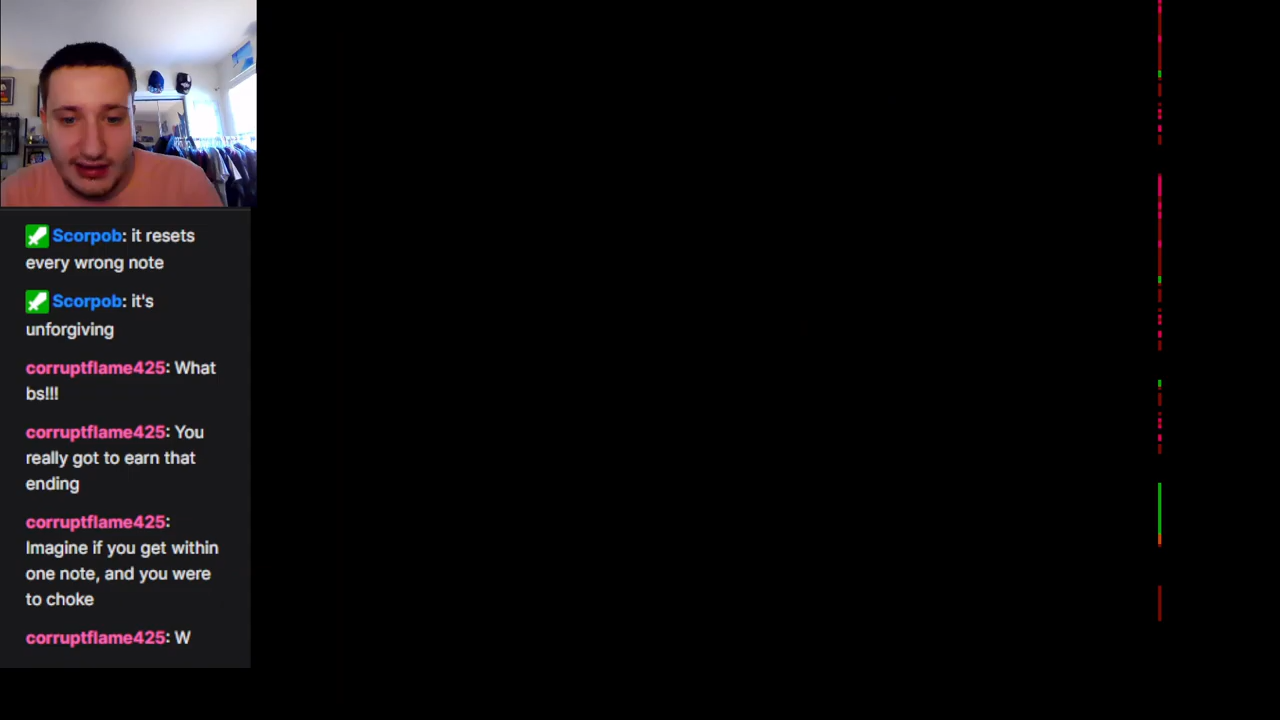 Scorpob: it resets
every wrong note
Scorpob: it's
unforgiving
corruptflame425: What
bs!!!
corruptflame425: You
really got to earn that
ending
corruptflame425:
Imagine if you get within
one note, and you were
to choke
corruptflame425: W